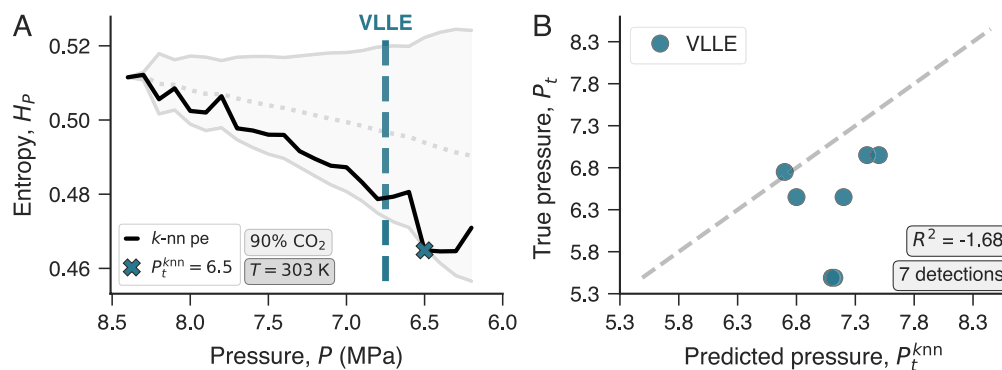 A
VLLE
0.52
0.50
0.48
0.46
Entropy, H_P
k-nn pe
P_t^knn = 6.5
90% CO₂
T = 303 K
8.5
8.0
7.5
7.0
6.5
6.0
Pressure, P (MPa)
B
VLLE
8.3
7.8
7.3
6.8
6.3
5.8
5.3
True pressure, P_t
R² = -1.68
7 detections
5.3
5.8
6.3
6.8
7.3
7.8
8.3
Predicted pressure, P_t^knn